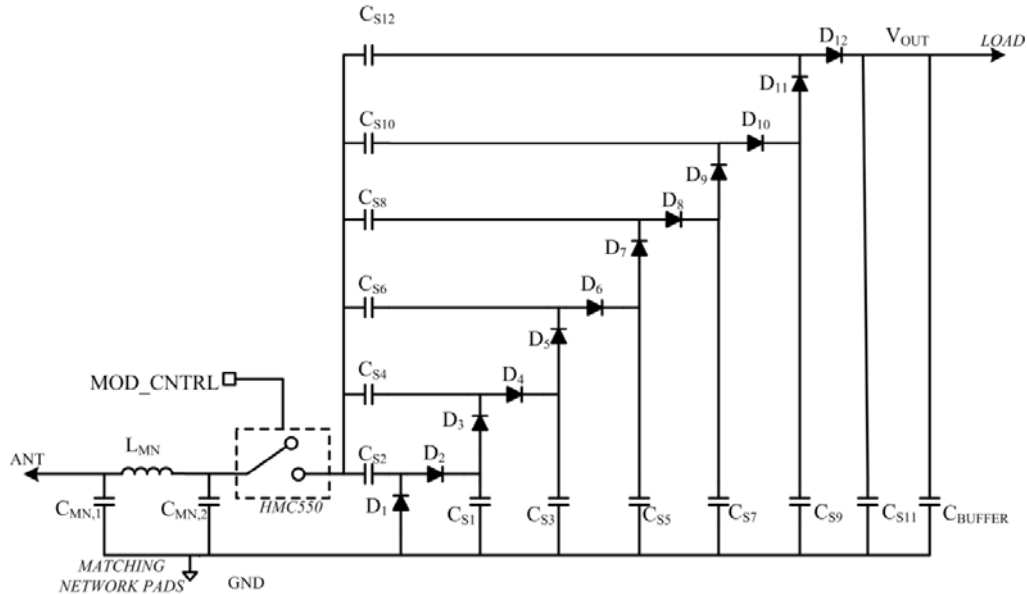 C_S12
D_12
V_OUT
LOAD
D_11
C_S10
D_10
D_9
C_S8
D_8
D_7
C_S6
D_6
D_5
C_S4
D_4
MOD_CNTRL
D_3
L_MN
C_S2
D_2
ANT
D_1
HMC550
C_MN,1
C_MN,2
C_S1
C_S3
C_S5
C_S7
C_S9
C_S11
C_BUFFER
MATCHING
NETWORK PADS
GND